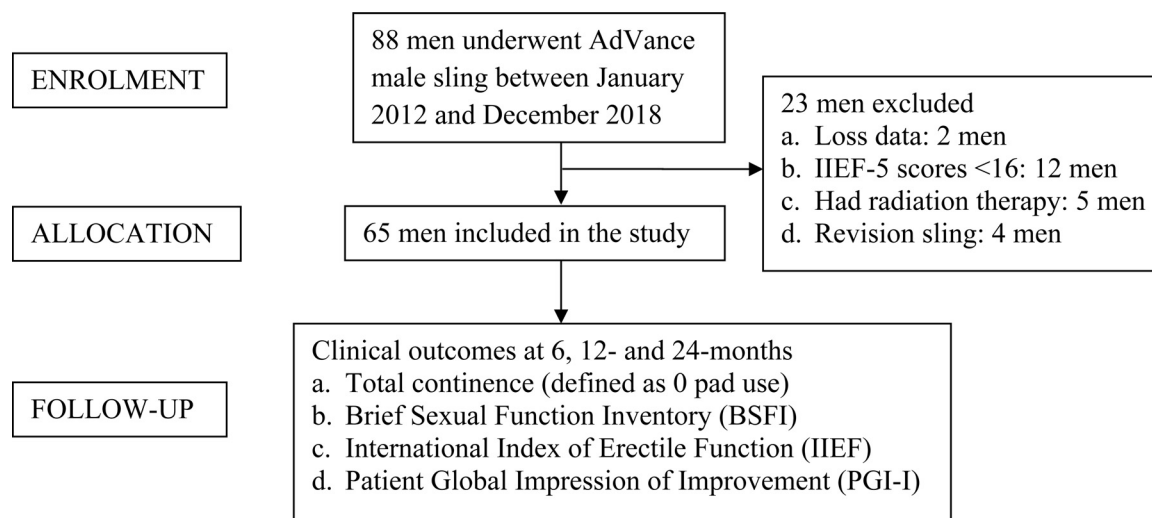 ENROLMENT
88 men underwent AdVance
male sling between January
2012 and December 2018
23 men excluded
a. Loss data: 2 men
b. IIEF-5 scores <16: 12 men
c. Had radiation therapy: 5 men
d. Revision sling: 4 men
ALLOCATION
65 men included in the study
FOLLOW-UP
Clinical outcomes at 6, 12- and 24-months
a. Total continence (defined as 0 pad use)
b. Brief Sexual Function Inventory (BSFI)
c. International Index of Erectile Function (IIEF)
d. Patient Global Impression of Improvement (PGI-I)